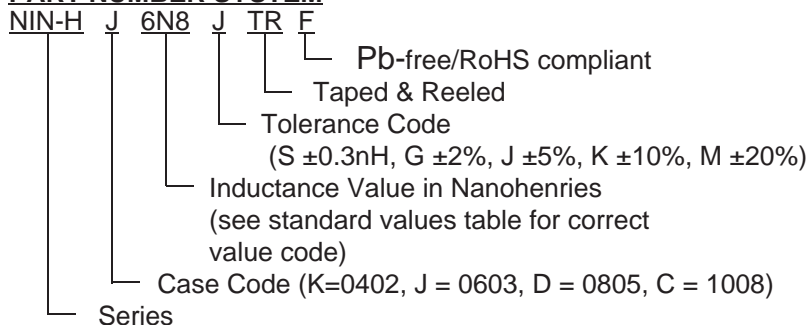 PART NUMBER SYSTEM
NIN-H J 6N8 J TR F
Pb-free/RoHS compliant
Taped & Reeled
Tolerance Code
(S ±0.3nH, G ±2%, J ±5%, K ±10%, M ±20%)
Inductance Value in Nanohenries
(see standard values table for correct
value code)
Case Code (K=0402, J = 0603, D = 0805, C = 1008)
Series